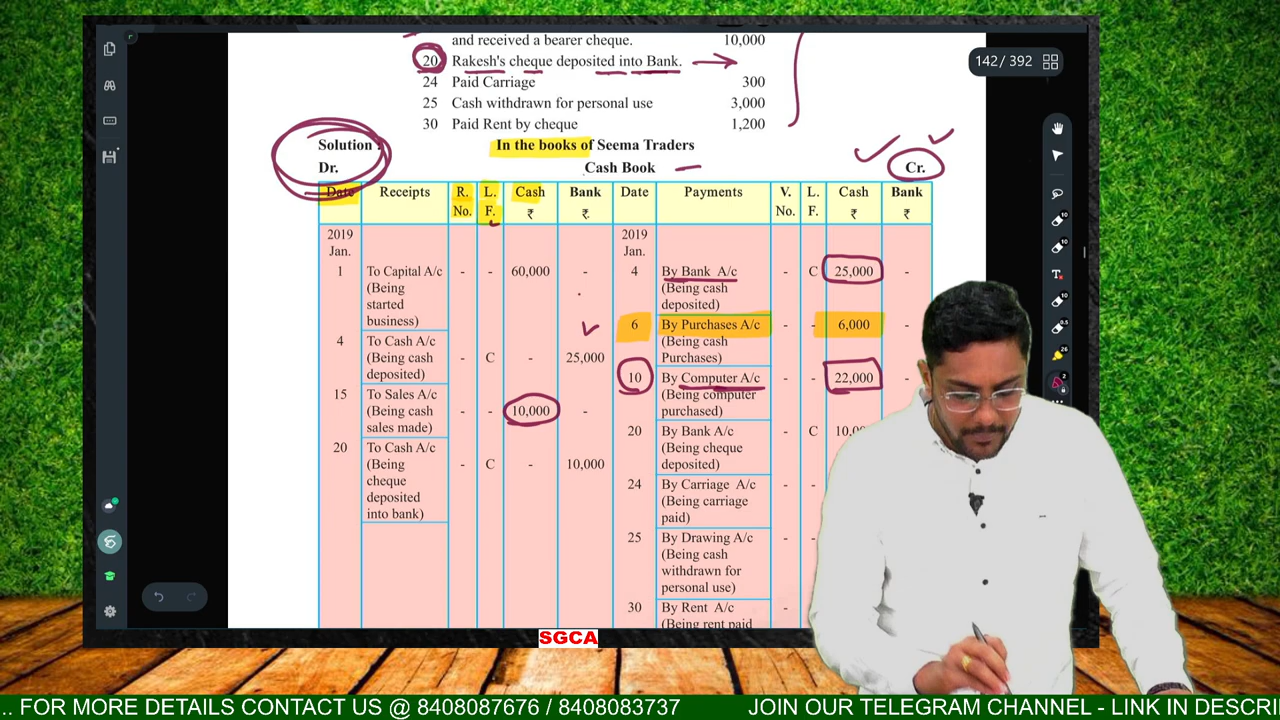 and received a bearer cheque. 10,000
20 Rakesh's cheque deposited into Bank.
24 Paid Carriage 300
25 Cash withdrawn for personal use 3,000
30 Paid Rent by cheque 1,200
142 / 392
Solution In the books of Seema Traders
Dr. Cash Book Cr.
Date Receipts R. No. L. F. Cash ₹ Bank ₹ Date Payments V. No. L. F. Cash ₹ Bank ₹
2019 Jan. 2019 Jan.
1 To Capital A/c - - 60,000 - 4 By Bank A/c - C 25,000 -
(Being (Being cash
started deposited)
business) 6 By Purchases A/c - - 6,000 -
4 To Cash A/c (Being cash
(Being cash - C - 25,000 Purchases)
deposited) 10 By Computer A/c - - 22,000 -
15 To Sales A/c (Being computer
(Being cash - - 10,000 - purchased)
sales made) 20 By Bank A/c - C
20 To Cash A/c (Being cheque
(Being - C - 10,000 deposited)
cheque 24 By Carriage A/c - -
deposited (Being carriage
into bank) paid)
25 By Drawing A/c - -
(Being cash
withdrawn for
personal use)
30 By Rent A/c -
(Being rent paid
SGCA
.. FOR MORE DETAILS CONTACT US @ 8408087676 / 8408083737 JOIN OUR TELEGRAM CHANNEL - LINK IN DESCRI